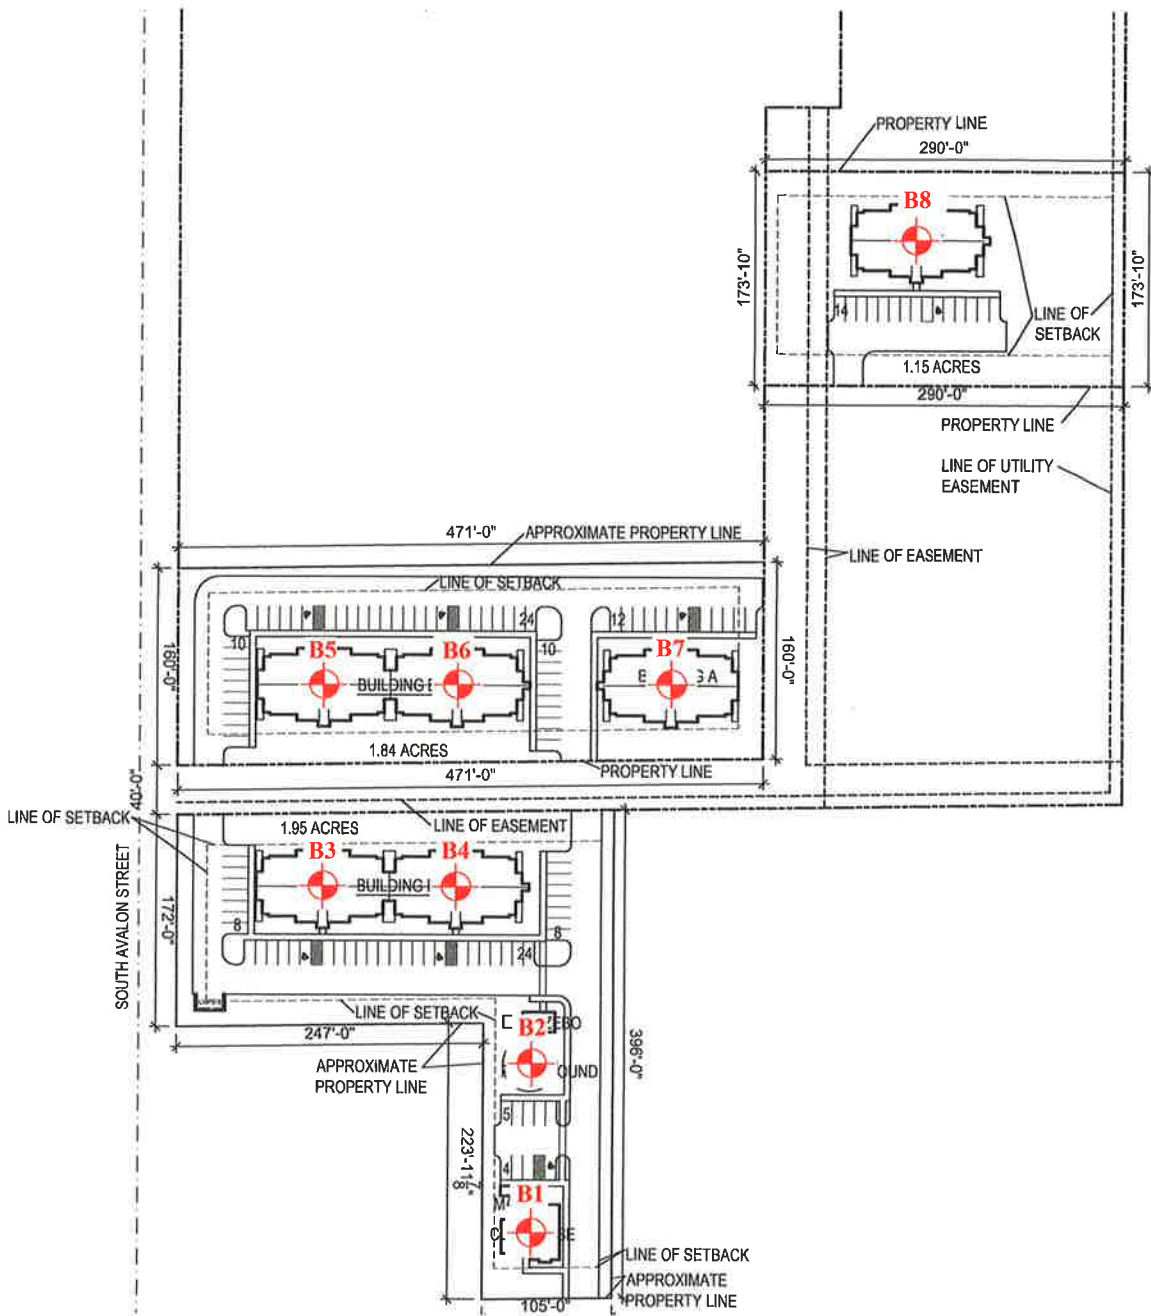 PROPERTY LINE
290'-0"
B8
173'-10"
173'-10"
14
LINE OF
SETBACK
1.15 ACRES
290'-0"
PROPERTY LINE
LINE OF UTILITY
EASEMENT
471'-0"
APPROXIMATE PROPERTY LINE
LINE OF EASEMENT
LINE OF SETBACK
24
12
10
B5
B6
10
B7
160'-0"
160'-0"
BUILDING
A
1.84 ACRES
PROPERTY LINE
471'-0"
40'-0"
LINE OF SETBACK
1.95 ACRES
LINE OF EASEMENT
B3
B4
BUILDING
SOUTH AVALON STREET
172'-0"
8
8
24
LINE OF SETBACK
B2
247'-0"
396'-0"
APPROXIMATE
PROPERTY LINE
5
223'-11 7/8"
4
B1
LINE OF SETBACK
APPROXIMATE
PROPERTY LINE
105'-0"